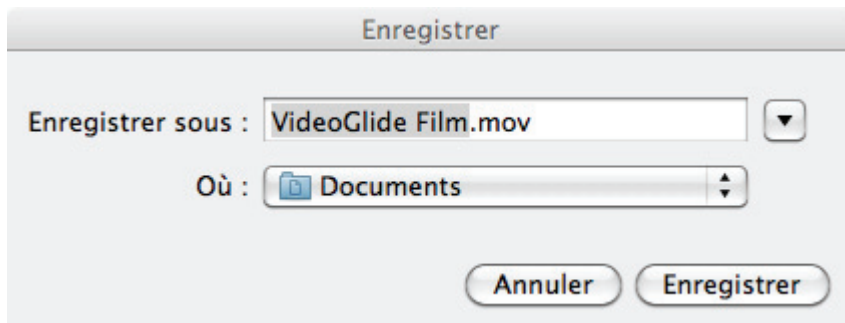 Enregistrer
Enregistrer sous : VideoGlide Film.mov
Où : Documents
Annuler Enregistrer